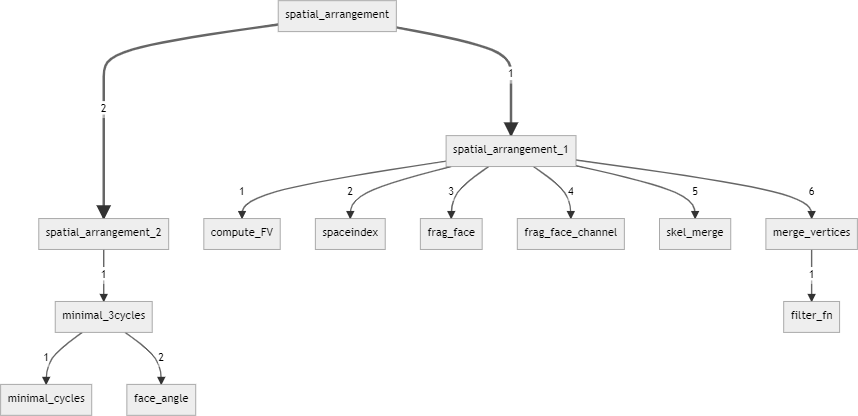 spatial_arrangement
1
2
spatial_arrangement_1
1
2
3
4
5
6
spatial_arrangement_2
compute_FV
spaceindex
frag_face
frag_face_channel
skel_merge
merge_vertices
1
1
minimal_3cycles
filter_fn
1
2
minimal_cycles
face_angle